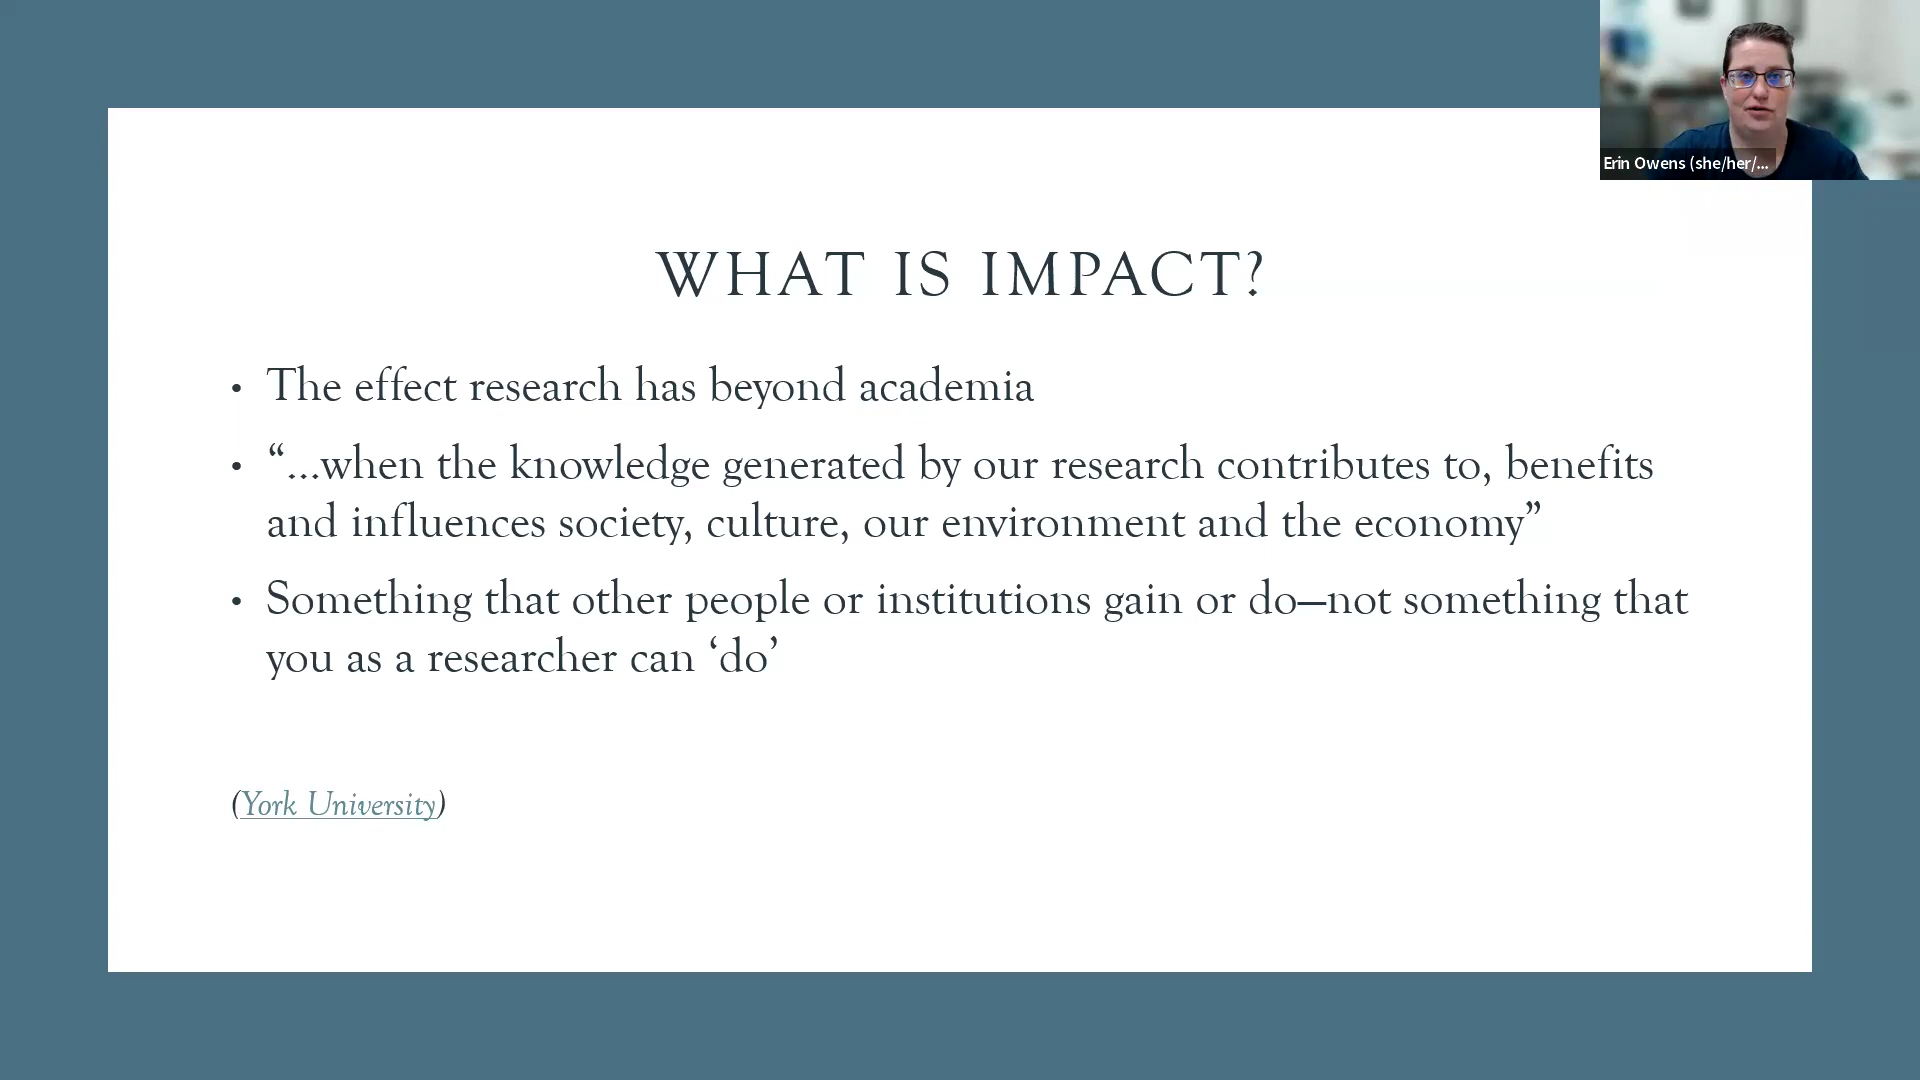 Erin Owens (she/her/...
WHAT IS IMPACT?
• The effect research has beyond academia
• “…when the knowledge generated by our research contributes to, benefits
and influences society, culture, our environment and the economy”
• Something that other people or institutions gain or do—not something that
you as a researcher can ‘do’
(York University)